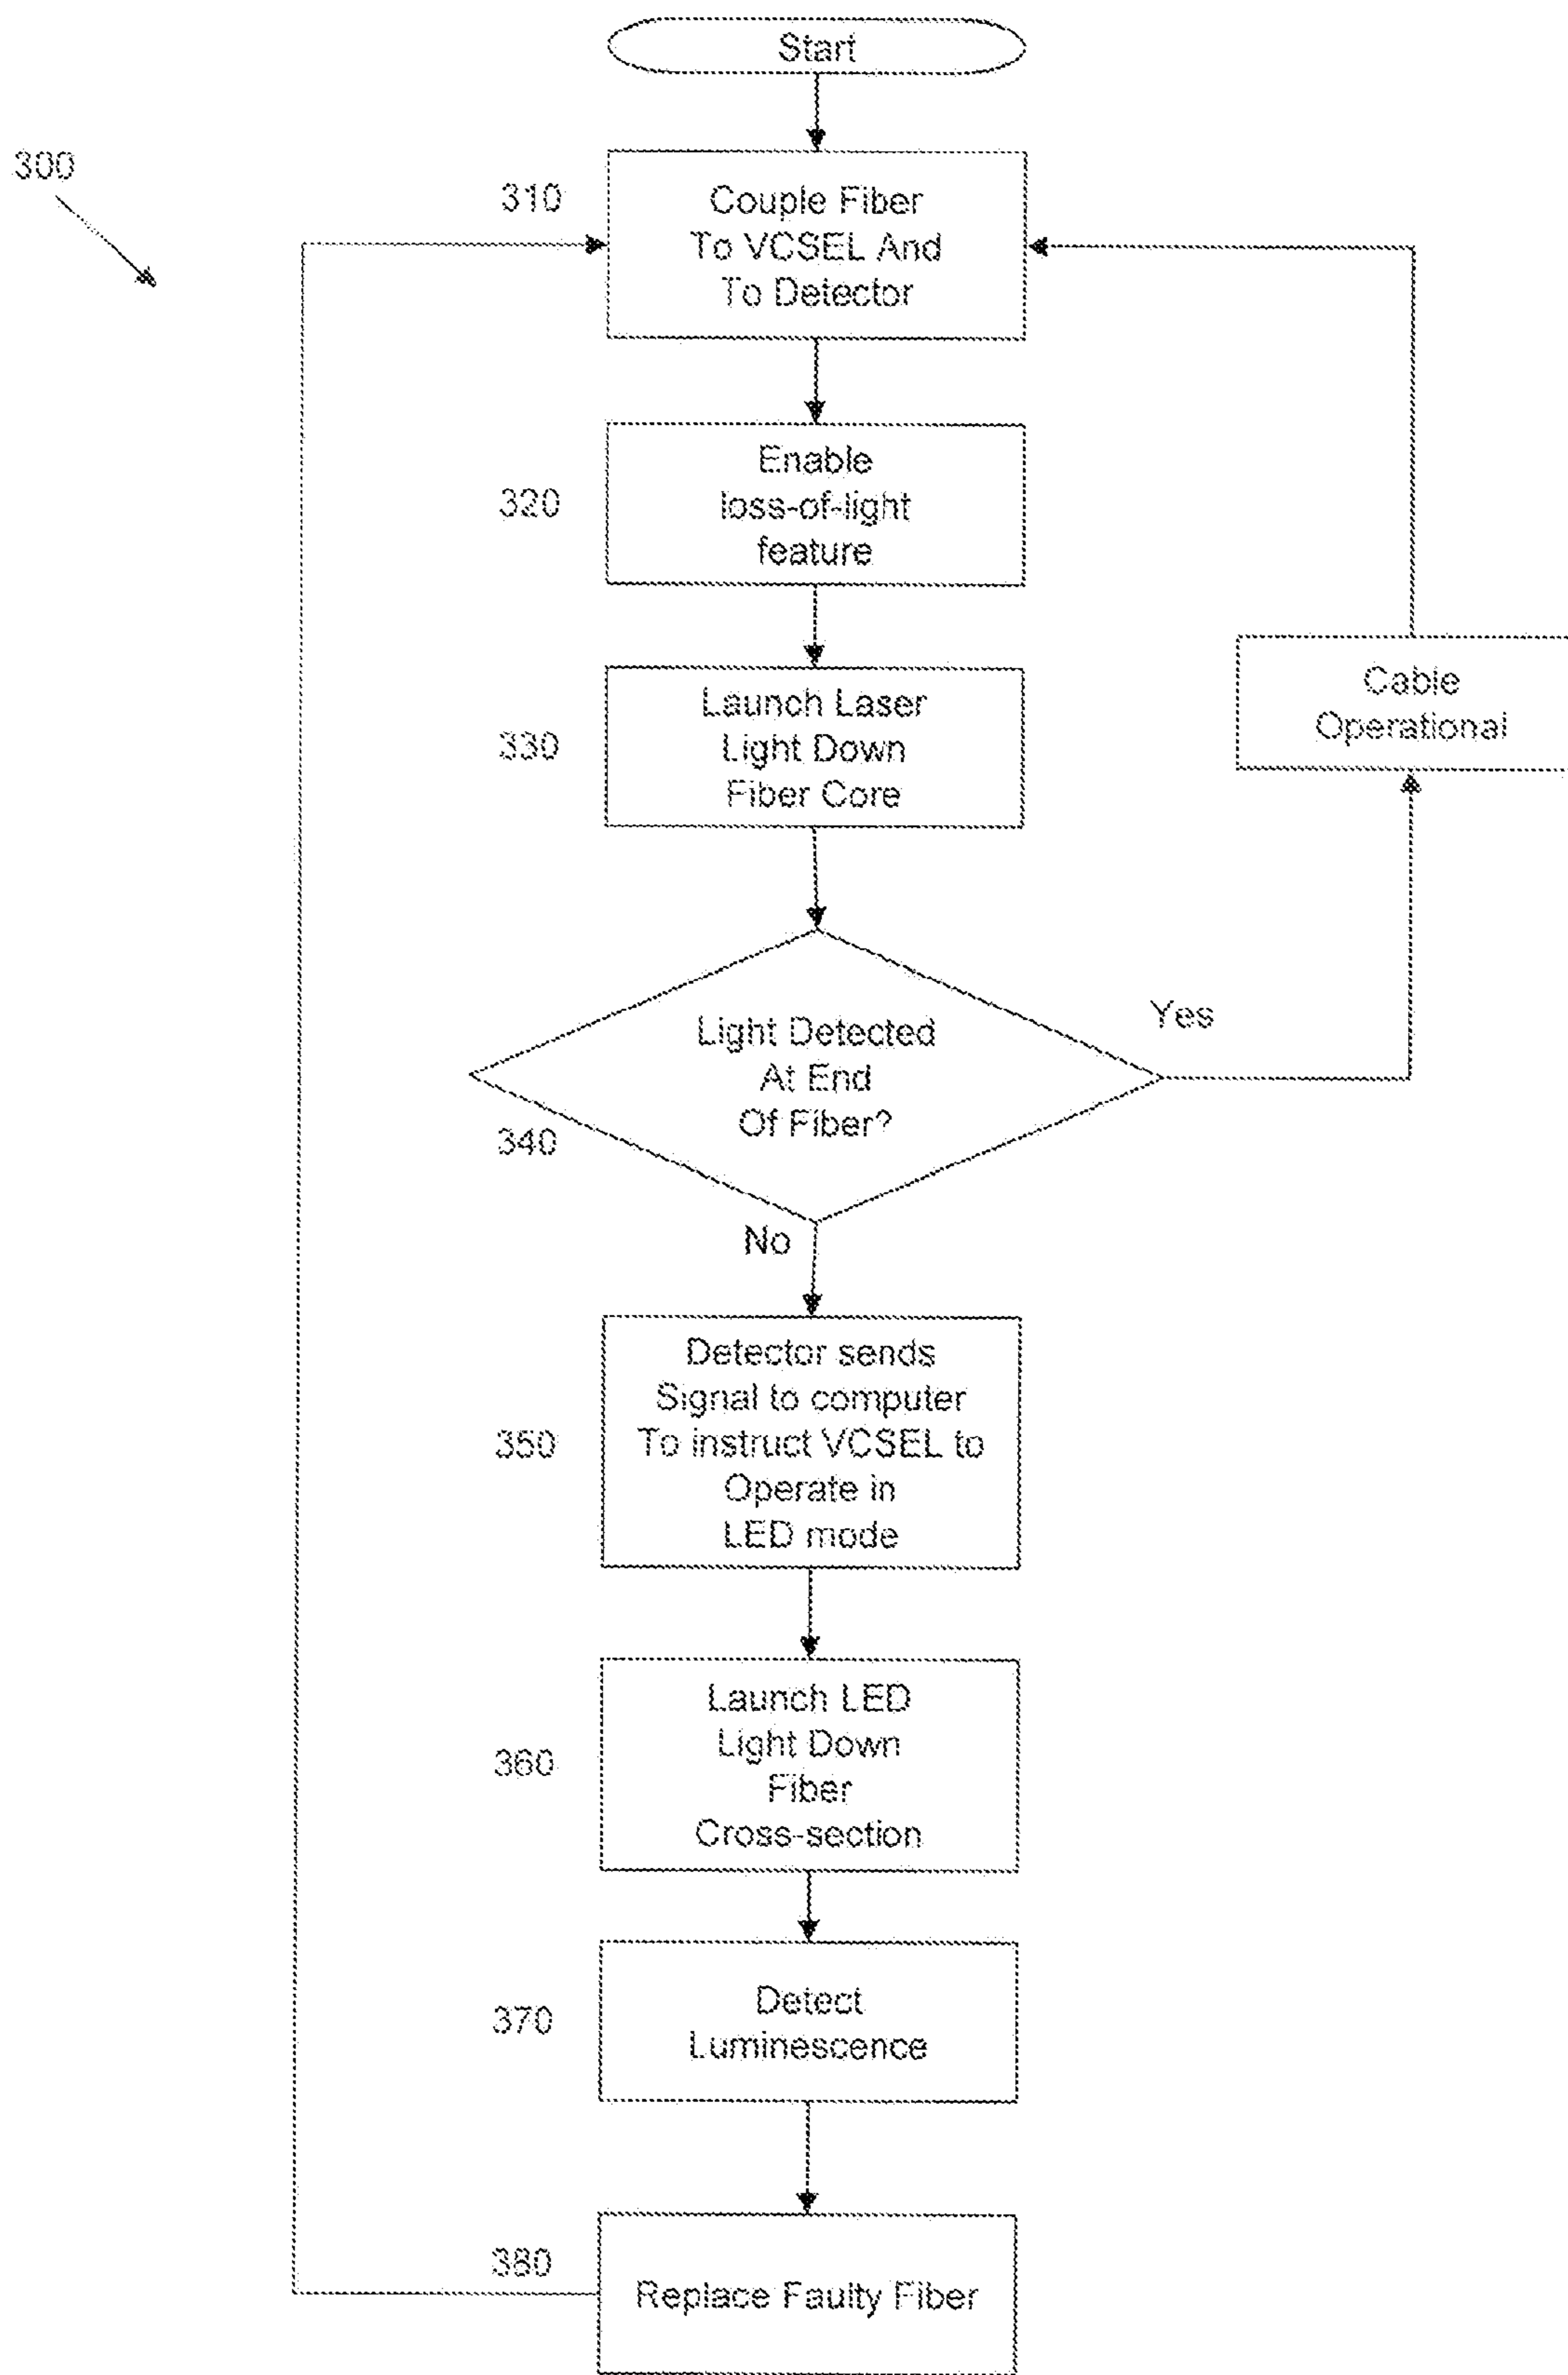 Start
300
310
Couple Fiber
To VCSEL And
To Detector
320
Enable
loss-of-light
feature
330
Launch Laser
Light Down
Fiber Core
Cable
Operational
Light Detected
At End
Of Fiber?
Yes
340
No
350
Detector sends
Signal to computer
To instruct VCSEL to
Operate in
LED mode
360
Launch LED
Light Down
Fiber
Cross-section
370
Detect
Luminescence
380
Replace Faulty Fiber